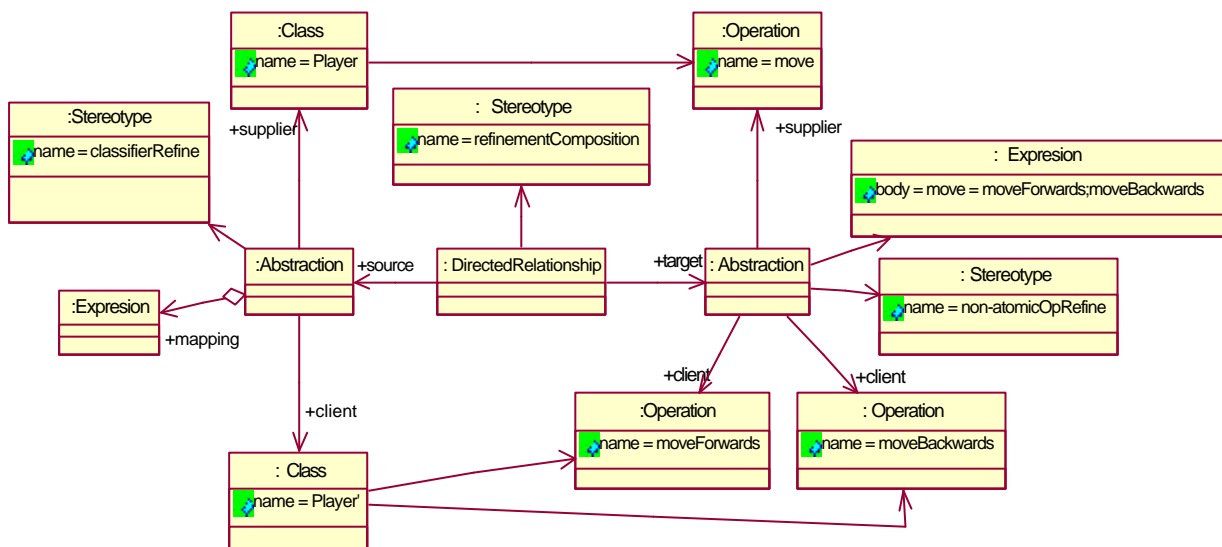 :Class
name = Player
:Operation
name = move
:Stereotype
name = classifierRefine
: Stereotype
name = refinementComposition
+supplier
+supplier
: Expresion
body = move = moveForwards;moveBackwards
:Abstraction
+source
: DirectedRelationship
+target
: Abstraction
: Stereotype
name = non-atomicOpRefine
:Expresion
+mapping
+client
+client
+client
:Operation
name = moveForwards
: Operation
name = moveBackwards
: Class
name = Player'